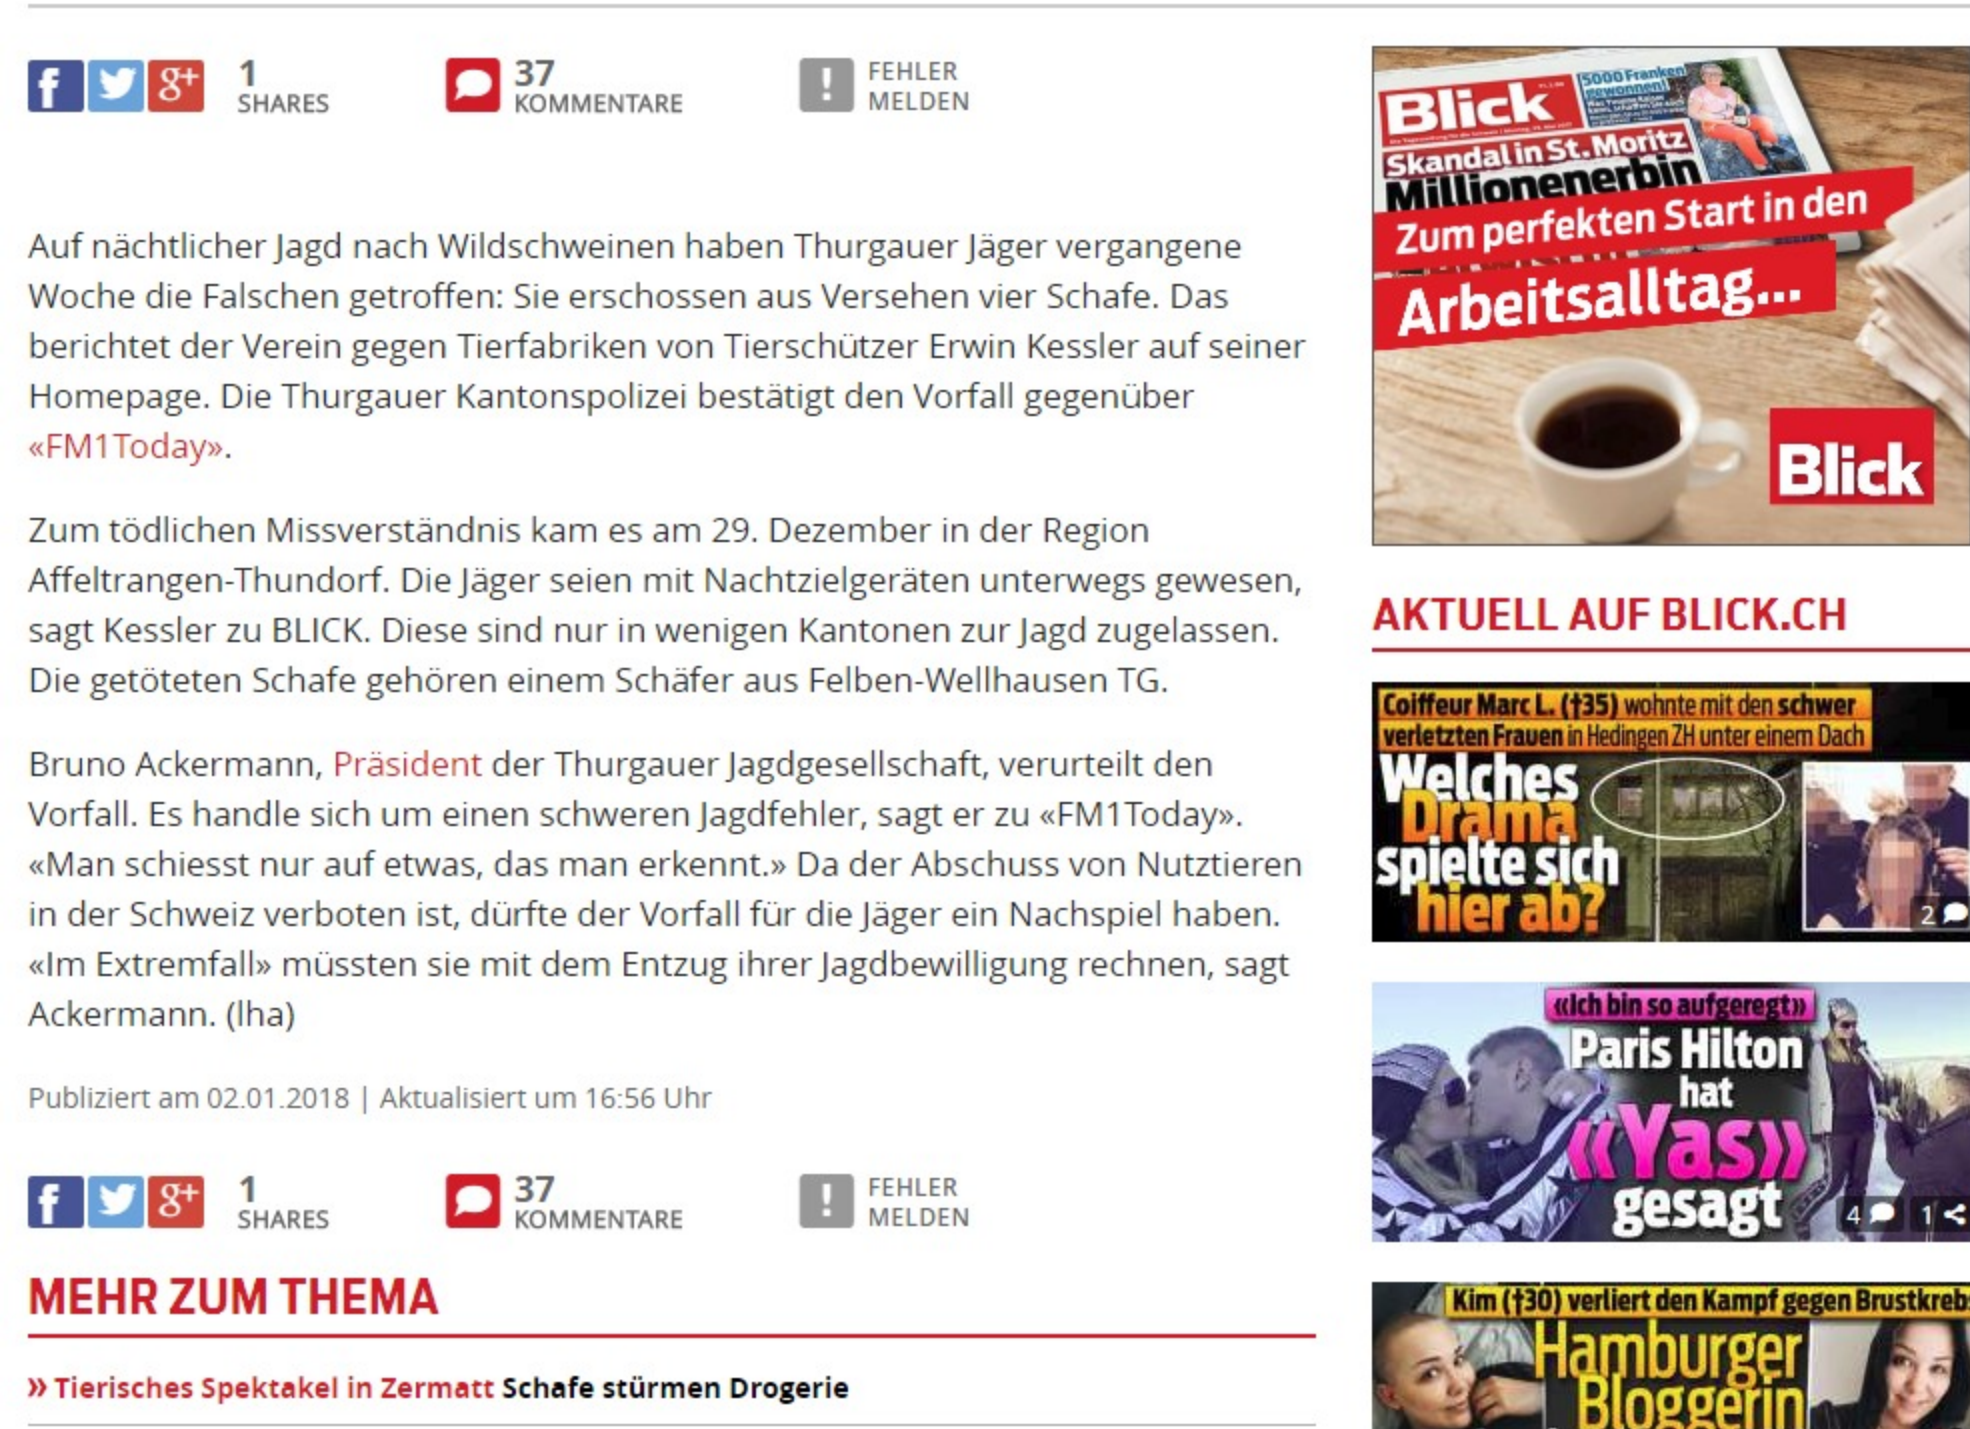 1
SHARES
37
KOMMENTARE
FEHLER
MELDEN
Auf nächtlicher Jagd nach Wildschweinen haben Thurgauer Jäger vergangene
Woche die Falschen getroffen: Sie erschossen aus Versehen vier Schafe. Das
berichtet der Verein gegen Tierfabriken von Tierschützer Erwin Kessler auf seiner
Homepage. Die Thurgauer Kantonspolizei bestätigt den Vorfall gegenüber
«FM1Today».
Zum tödlichen Missverständnis kam es am 29. Dezember in der Region
Affeltrangen-Thundorf. Die Jäger seien mit Nachtzielgeräten unterwegs gewesen,
sagt Kessler zu BLICK. Diese sind nur in wenigen Kantonen zur Jagd zugelassen.
Die getöteten Schafe gehören einem Schäfer aus Felben-Wellhausen TG.
Bruno Ackermann, Präsident der Thurgauer Jagdgesellschaft, verurteilt den
Vorfall. Es handle sich um einen schweren Jagdfehler, sagt er zu «FM1Today».
«Man schiesst nur auf etwas, das man erkennt.» Da der Abschuss von Nutztieren
in der Schweiz verboten ist, dürfte der Vorfall für die Jäger ein Nachspiel haben.
«Im Extremfall» müssten sie mit dem Entzug ihrer Jagdbewilligung rechnen, sagt
Ackermann. (lha)
Publiziert am 02.01.2018 | Aktualisiert um 16:56 Uhr
f
g+
1
SHARES
37
KOMMENTARE
!
FEHLER
MELDEN
MEHR ZUM THEMA
» Tierisches Spektakel in Zermatt Schafe stürmen Drogerie
Blick
5000 Franken
gewonnen!
Skandal in St. Moritz
Millionenerbin
Zum perfekten Start in den
Arbeitsalltag...
Blick
AKTUELL AUF BLICK.CH
Coiffeur Marc L. (†35) wohnte mit den schwer
verletzten Frauen in Hedingen ZH unter einem Dach
Welches
Drama
spielte sich
hier ab?
2
«Ich bin so aufgeregt»
Paris Hilton
hat
«Yas»
gesagt
4 1
Kim (†30) verliert den Kampf gegen Brustkrebs
Hamburger
Bloggerin